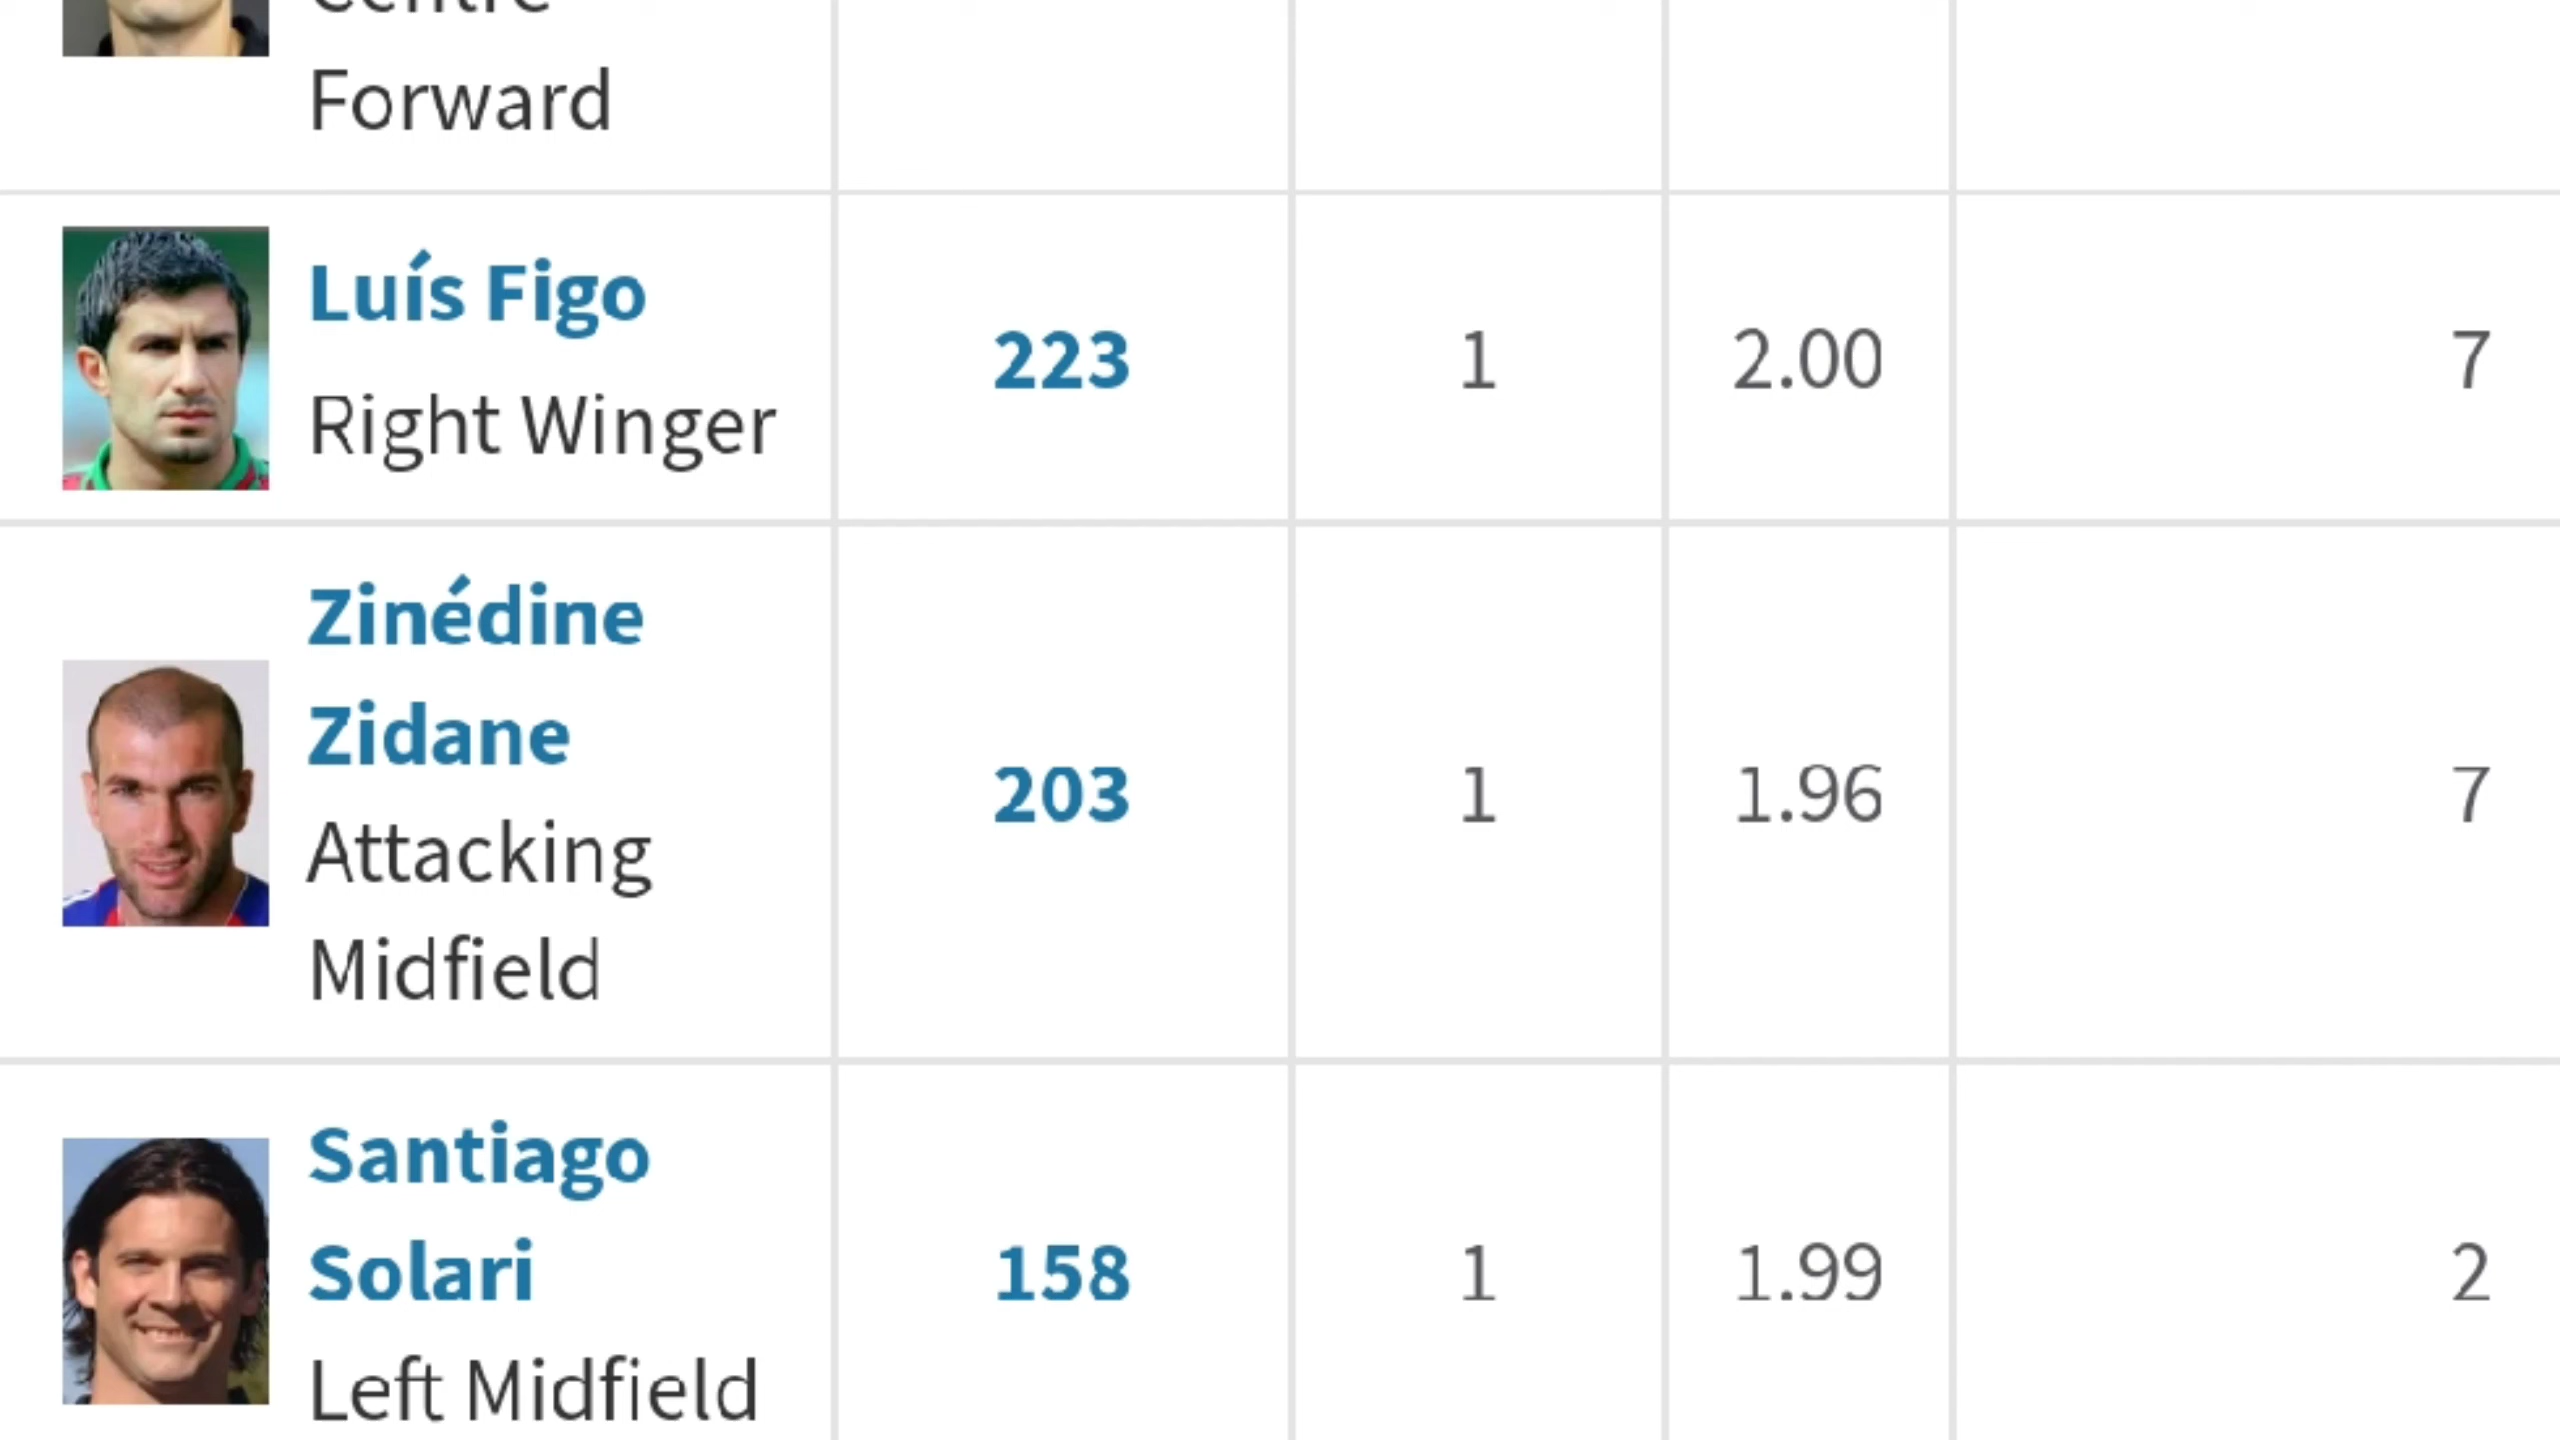 Centre
Forward
Luís Figo
Right Winger
223
1
2.00
7
Zinédine
Zidane
Attacking
Midfield
203
1
1.96
7
Santiago
Solari
Left Midfield
158
1
1.99
2